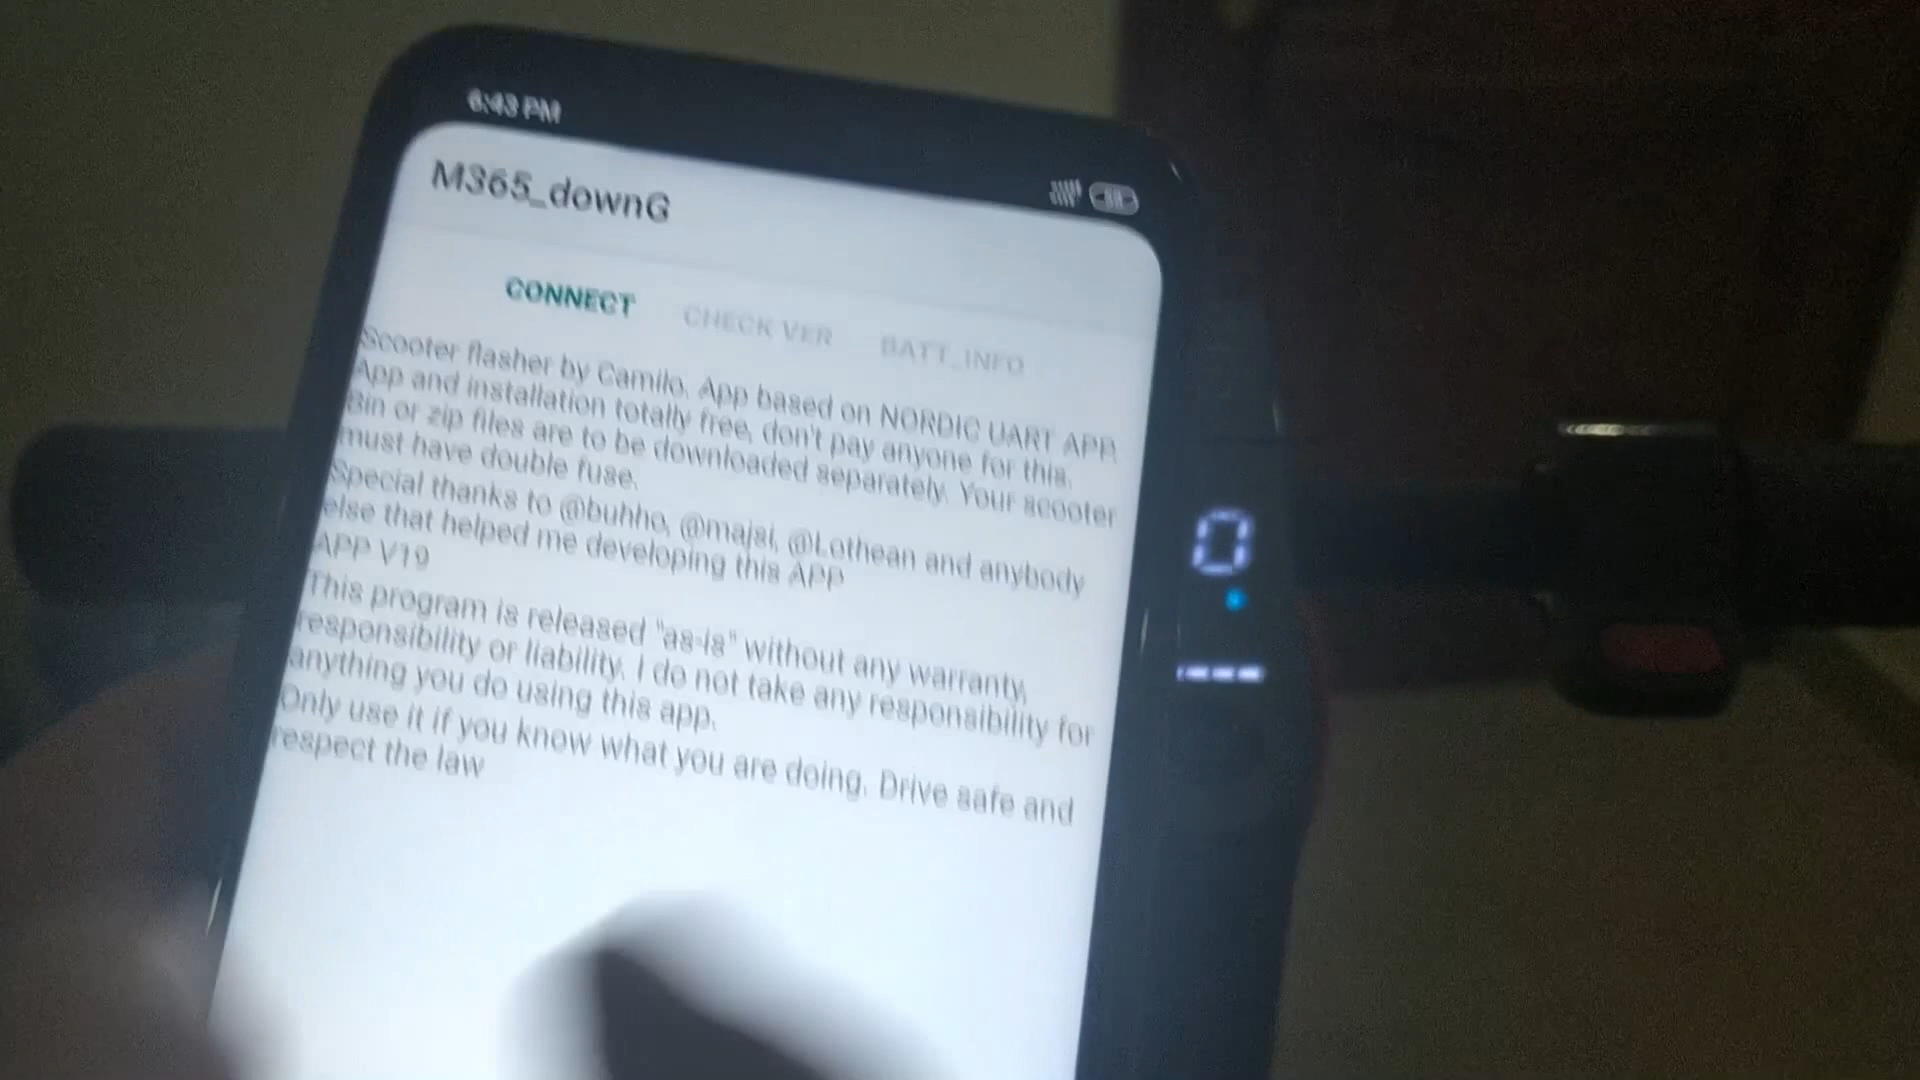 6:43 PM
M365_downG
CONNECT CHECK VER BATT_INFO
Scooter flasher by Camilo. App based on NORDIC UART APP.
App and installation totally free, don't pay anyone for this.
Bin or zip files are to be downloaded separately. Your scooter
must have double fuse.
Special thanks to @buhho, @majsi, @Lothean and anybody
else that helped me developing this APP
APP V19
This program is released "as-is" without any warranty,
responsibility or liability. I do not take any responsibility for
anything you do using this app.
Only use it if you know what you are doing. Drive safe and
respect the law
0